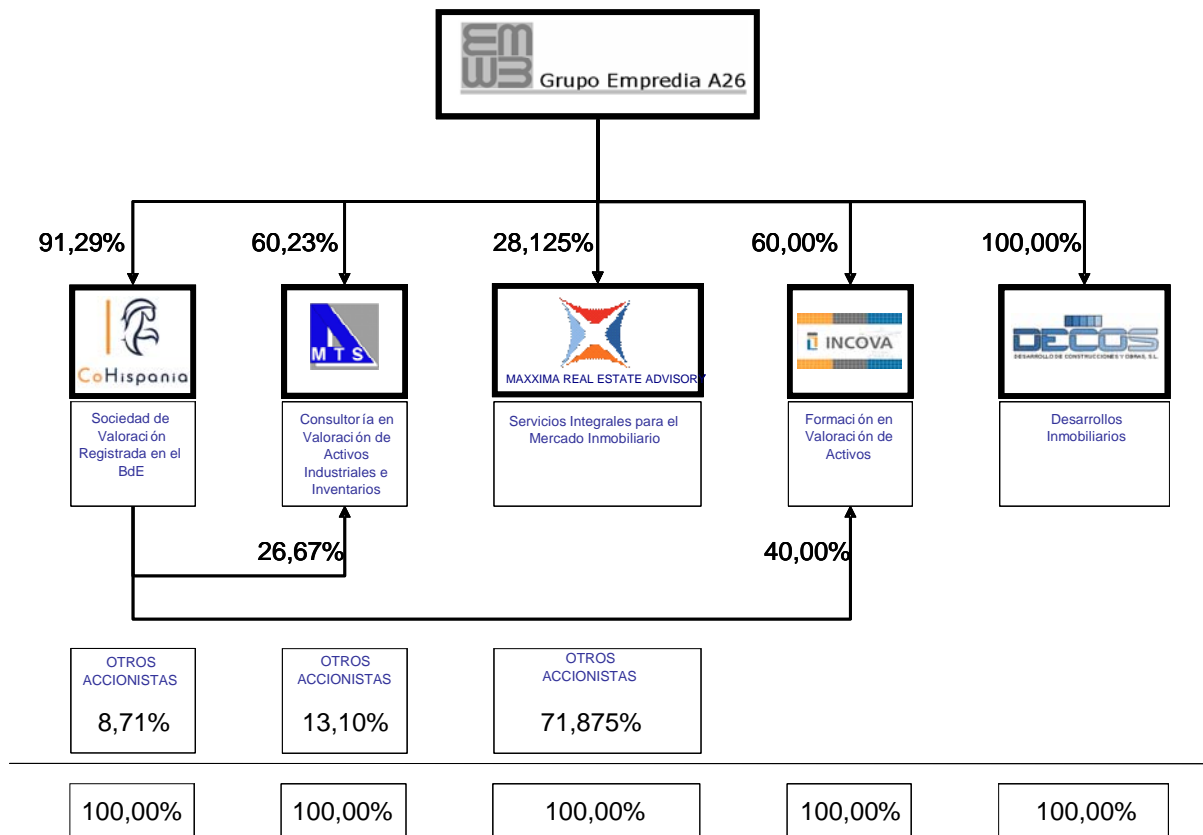 Grupo Empredia A26
91,29%
60,23%
28,125%
60,00%
100,00%
CoHispania
MTS
MAXXIMA REAL ESTATE ADVISORY
INCOVA
DECOS
DESARROLLO DE CONSTRUCCIONES Y OBRAS, S.L.
Sociedad de
Valoración
Registrada en el
BdE
Consultoría en
Valoración de
Activos
Industriales e
Inventarios
Servicios Integrales para el
Mercado Inmobiliario
Formación en
Valoración de
Activos
Desarrollos
Inmobiliarios
26,67%
40,00%
OTROS
ACCIONISTAS
8,71%
OTROS
ACCIONISTAS
13,10%
OTROS
ACCIONISTAS
71,875%
100,00%
100,00%
100,00%
100,00%
100,00%